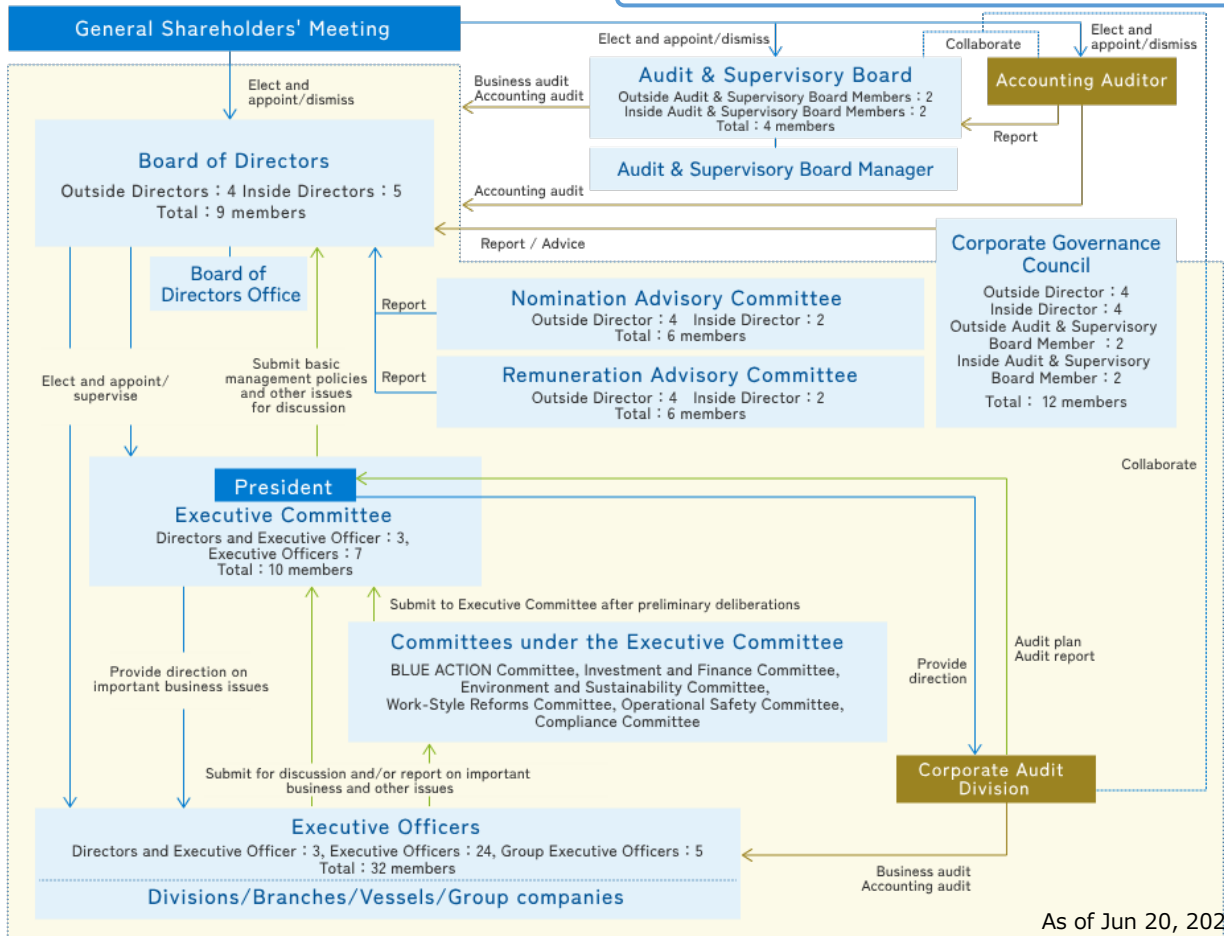 General Shareholders' Meeting
Elect and appoint/dismiss
Elect and
appoint/dismiss
Collaborate
Elect and
appoint/dismiss
Business audit
Accounting audit
Audit & Supervisory Board
Outside Audit & Supervisory Board Members : 2
Inside Audit & Supervisory Board Members : 2
Total : 4 members
Accounting Auditor
Report
Audit & Supervisory Board Manager
Board of Directors
Outside Directors : 4 Inside Directors : 5
Total : 9 members
Accounting audit
Report / Advice
Board of
Directors Office
Corporate Governance
Council
Outside Director : 4
Inside Director : 4
Outside Audit & Supervisory
Board Member : 2
Inside Audit & Supervisory
Board Member : 2
Total : 12 members
Report
Nomination Advisory Committee
Outside Director : 4 Inside Director : 2
Total : 6 members
Report
Remuneration Advisory Committee
Outside Director : 4 Inside Director : 2
Total : 6 members
Elect and appoint/
supervise
Submit basic
management policies
and other issues
for discussion
Collaborate
President
Executive Committee
Directors and Executive Officer : 3,
Executive Officers : 7
Total : 10 members
Submit to Executive Committee after preliminary deliberations
Committees under the Executive Committee
BLUE ACTION Committee, Investment and Finance Committee,
Environment and Sustainability Committee,
Work-Style Reforms Committee, Operational Safety Committee,
Compliance Committee
Provide direction on
important business issues
Provide
direction
Audit plan
Audit report
Submit for discussion and/or report on important
business and other issues
Corporate Audit
Division
Executive Officers
Directors and Executive Officer : 3, Executive Officers : 24, Group Executive Officers : 5
Total : 32 members
Divisions/Branches/Vessels/Group companies
Business audit
Accounting audit
As of Jun 20, 202